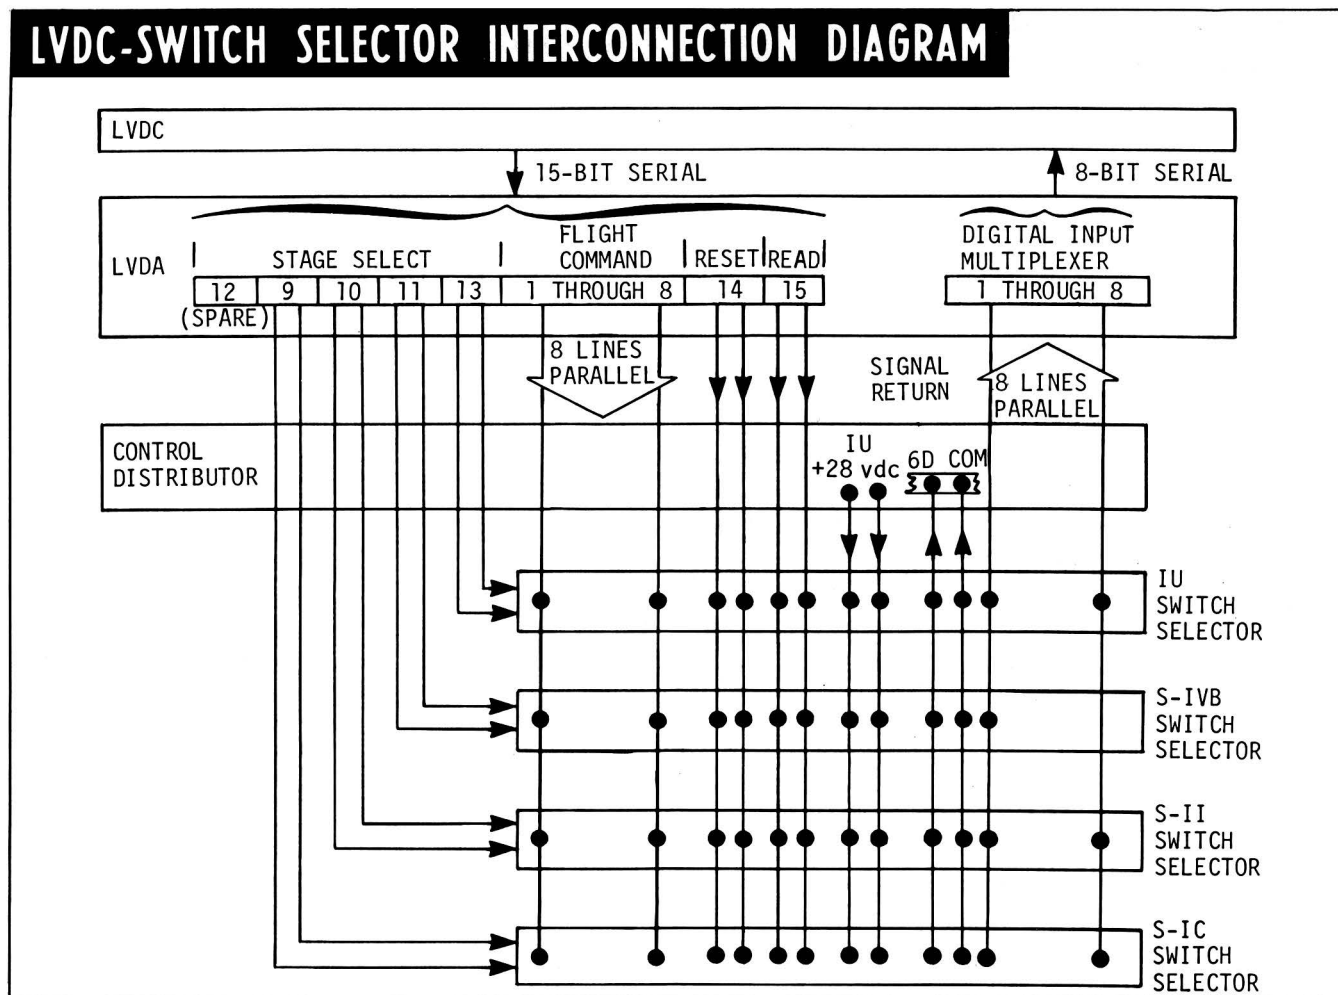 LVDC-SWITCH SELECTOR INTERCONNECTION DIAGRAM
LVDC
15-BIT SERIAL
8-BIT SERIAL
LVDA
STAGE SELECT
FLIGHT
COMMAND
RESET
READ
DIGITAL INPUT
MULTIPLEXER
12 9 10 11 13 1 THROUGH 8 14 15
1 THROUGH 8
(SPARE)
8 LINES
PARALLEL
SIGNAL
RETURN
8 LINES
PARALLEL
CONTROL
DISTRIBUTOR
IU
+28 vdc
6D COM
IU
SWITCH
SELECTOR
S-IVB
SWITCH
SELECTOR
S-II
SWITCH
SELECTOR
S-IC
SWITCH
SELECTOR